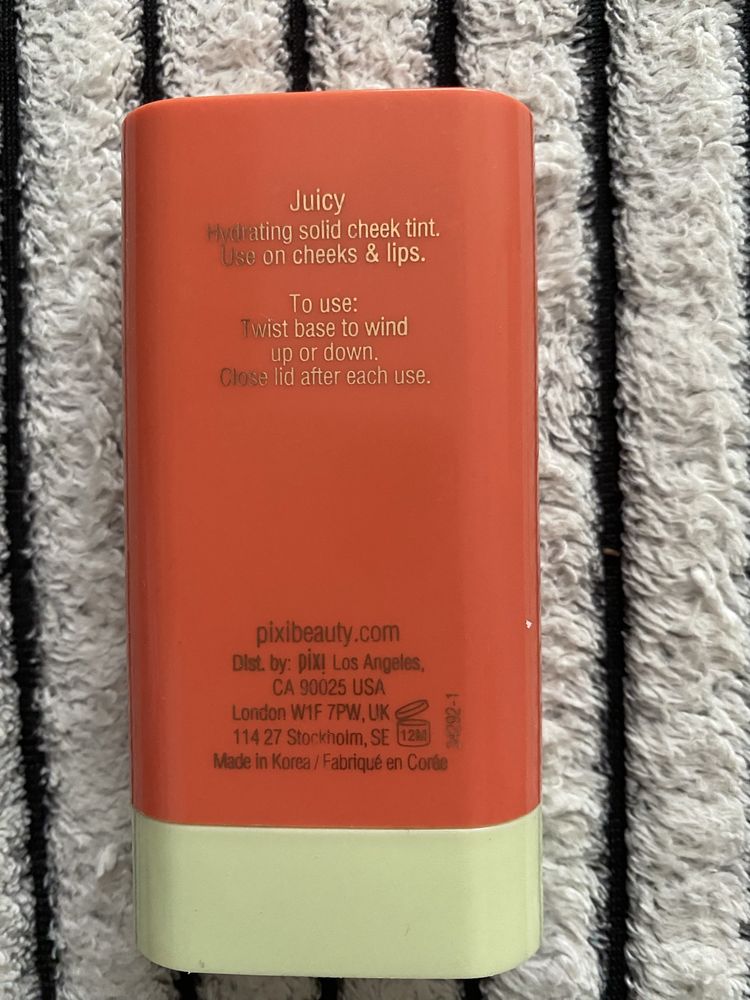 Juicy
Hydrating solid cheek tint.
Use on cheeks & lips.
To use:
Twist base to wind
up or down.
Close lid after each use.
pixibeauty.com
Dist. by: pixi Los Angeles,
CA 90025 USA
London W1F 7PW, UK
114 27 Stockholm, SE
12M
Made in Korea / Fabriqué en Corée